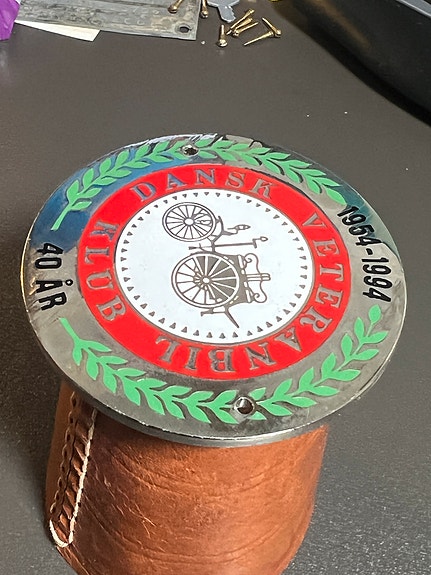 DANSK VETERANBIL KLUB
40 ÅR
1954-1994